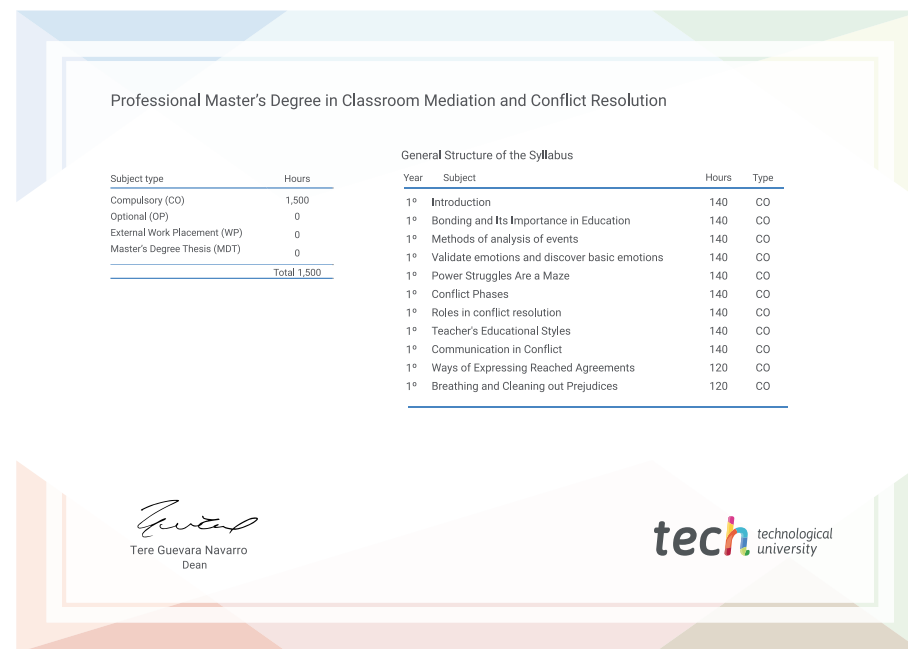 Professional Master's Degree in Classroom Mediation and Conflict Resolution
General Structure of the Syllabus
Subject type Hours
Compulsory (CO) 1,500
Optional (OP) 0
External Work Placement (WP) 0
Master's Degree Thesis (MDT) 0
Total 1,500
Year Subject Hours Type
1º Introduction 140 CO
1º Bonding and Its Importance in Education 140 CO
1º Methods of analysis of events 140 CO
1º Validate emotions and discover basic emotions 140 CO
1º Power Struggles Are a Maze 140 CO
1º Conflict Phases 140 CO
1º Roles in conflict resolution 140 CO
1º Teacher's Educational Styles 140 CO
1º Communication in Conflict 140 CO
1º Ways of Expressing Reached Agreements 120 CO
1º Breathing and Cleaning out Prejudices 120 CO
Tere Guevara Navarro
Dean
tech technological
university